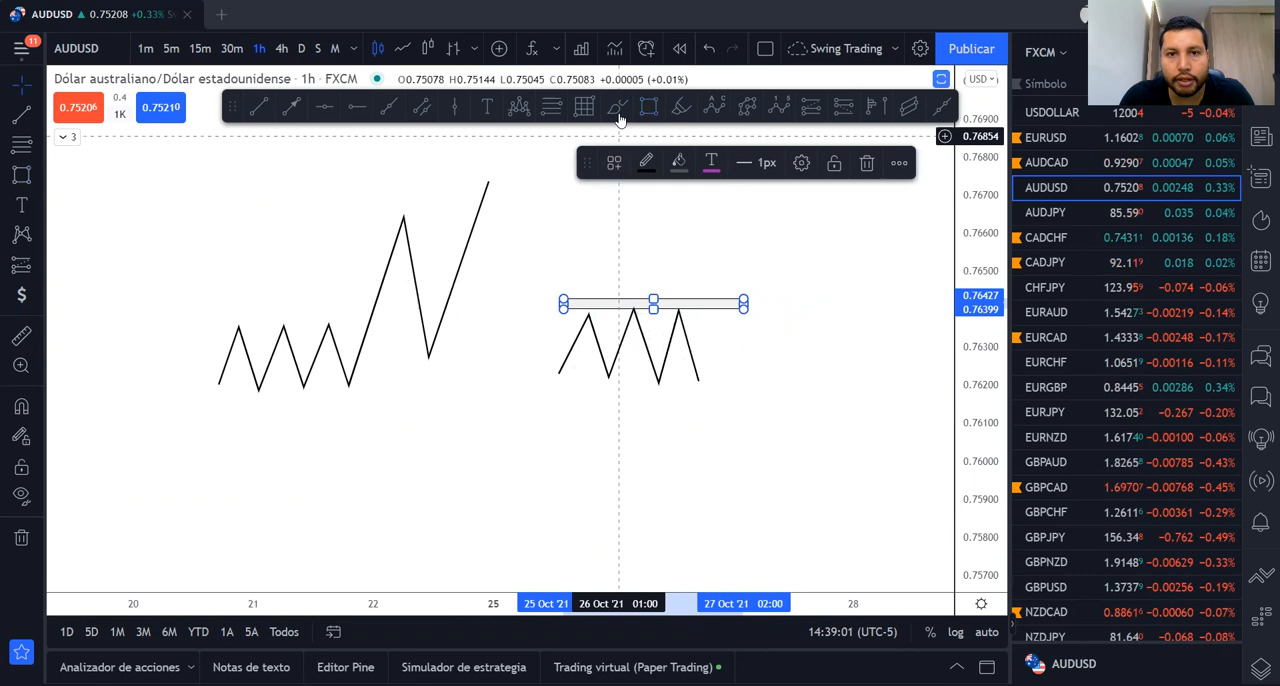 AUDUSD ▲ 0.75208 +0.33%
11
AUDUSD 1m 5m 15m 30m 1h 4h D S M Swing Trading Publicar
Dólar australiano/Dólar estadounidense · 1h · FXCM O0.75078 H0.75144 L0.75045 C0.75083 +0.00005 (+0.01%)
USD
0.75206 0.4 1K 0.75210
3
1px
0.76900
0.76854
0.76800
0.76700
0.76600
0.76500
0.76427
0.76399
0.76300
0.76200
0.76100
0.76000
0.75900
0.75800
0.75700
20 21 22 25 25 Oct '21 26 Oct '21 01:00 27 Oct '21 02:00 28
1D 5D 1M 3M 6M YTD 1A 5A Todos 14:39:01 (UTC-5) % log auto
Analizador de acciones Notas de texto Editor Pine Simulador de estrategia Trading virtual (Paper Trading)
FXCM
Símbolo
USDOLLAR 12004 −5 −0.04%
EURUSD 1.16028 0.00070 0.06%
AUDCAD 0.92907 0.00047 0.05%
AUDUSD 0.75208 0.00248 0.33%
AUDJPY 85.590 0.035 0.04%
CADCHF 0.74311 0.00136 0.18%
CADJPY 92.119 0.018 0.02%
CHFJPY 123.959 −0.074 −0.06%
EURAUD 1.54273 −0.00219 −0.14%
EURCAD 1.43338 −0.00248 −0.17%
EURCHF 1.06519 −0.00116 −0.11%
EURGBP 0.84455 0.00286 0.34%
EURJPY 132.052 −0.267 −0.20%
EURNZD 1.61740 −0.00100 −0.06%
GBPAUD 1.82658 −0.00785 −0.43%
GBPCAD 1.69707 −0.00768 −0.45%
GBPCHF 1.26116 −0.00361 −0.29%
GBPJPY 156.348 −0.762 −0.49%
GBPNZD 1.91489 −0.00629 −0.33%
GBPUSD 1.37379 −0.00256 −0.19%
NZDCAD 0.88616 −0.00060 −0.07%
NZDJPY 81.640 −0.068 −0.08%
AUDUSD